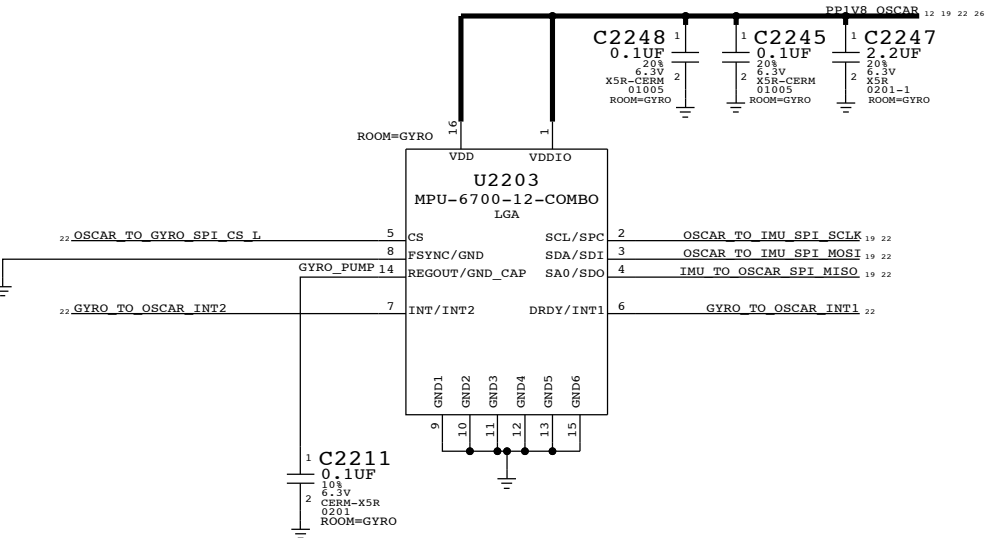 PP1V8_OSCAR 12 19 22 26
C2248
0.1UF
20%
6.3V
X5R-CERM
01005
ROOM=GYRO
1
2
C2245
0.1UF
20%
6.3V
X5R-CERM
01005
ROOM=GYRO
1
2
C2247
2.2UF
20%
6.3V
X5R
0201-1
ROOM=GYRO
1
2
ROOM=GYRO
16
1
VDD
VDDIO
U2203
MPU-6700-12-COMBO
LGA
22 OSCAR_TO_GYRO_SPI_CS_L 5 CS
8 FSYNC/GND
GYRO_PUMP 14 REGOUT/GND_CAP
22 GYRO_TO_OSCAR_INT2 7 INT/INT2
SCL/SPC 2 OSCAR_TO_IMU_SPI_SCLK 19 22
SDA/SDI 3 OSCAR_TO_IMU_SPI_MOSI 19 22
SA0/SDO 4 IMU_TO_OSCAR_SPI_MISO 19 22
DRDY/INT1 6 GYRO_TO_OSCAR_INT1 22
GND1
GND2
GND3
GND4
GND5
GND6
9
10
11
12
13
15
1
2
C2211
0.1UF
10%
6.3V
CERM-X5R
0201
ROOM=GYRO